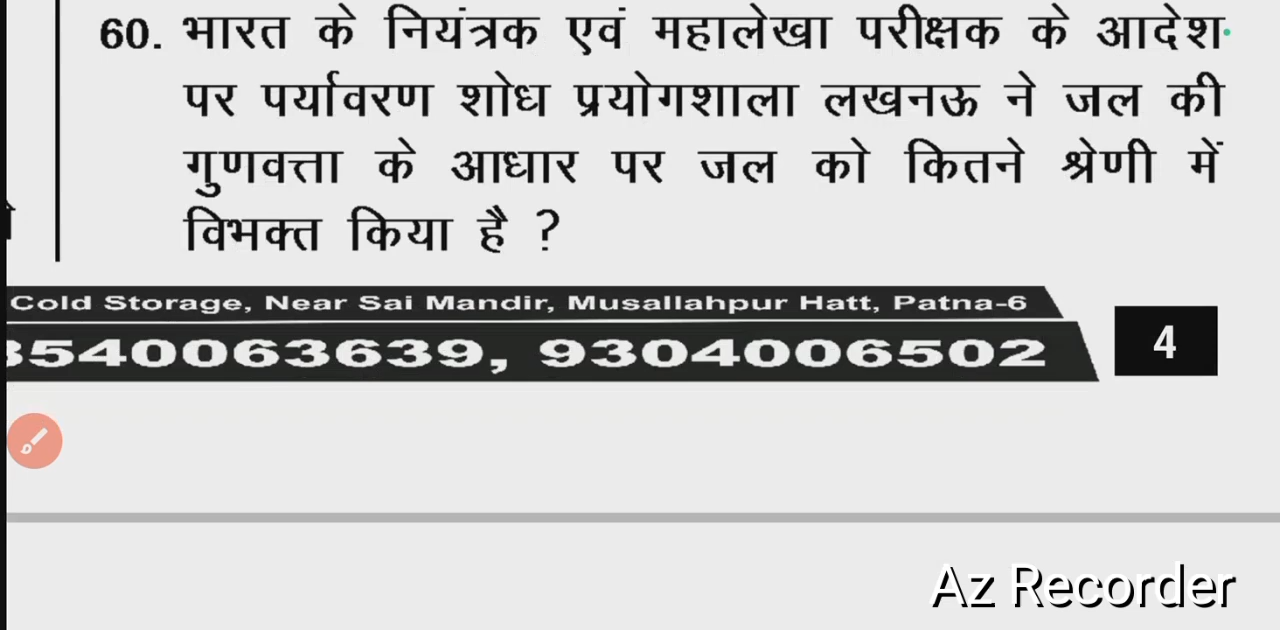 60. भारत के नियंत्रक एवं महालेखा परीक्षक के आदेश
पर पर्यावरण शोध प्रयोगशाला लखनऊ ने जल की
गुणवत्ता के आधार पर जल को कितने श्रेणी में
विभक्त किया है ?
Cold Storage, Near Sai Mandir, Musallahpur Hatt, Patna-6
8540063639, 9304006502
4
Az Recorder